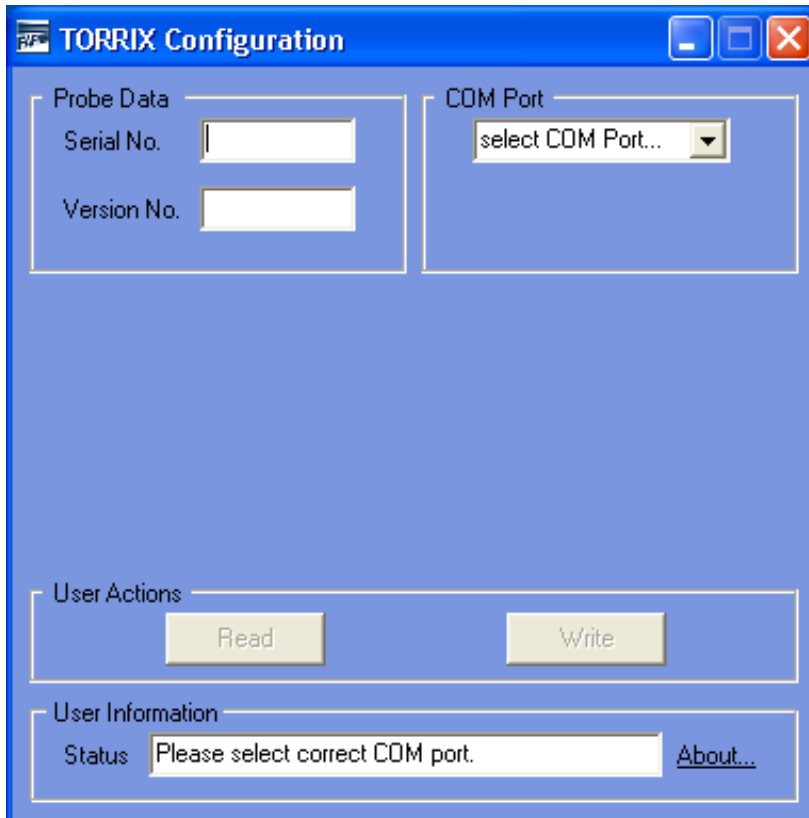 TORRIX Configuration
Probe Data
Serial No.
Version No.
COM Port
select COM Port...
User Actions
Read
Write
User Information
Status
Please select correct COM port.
About...